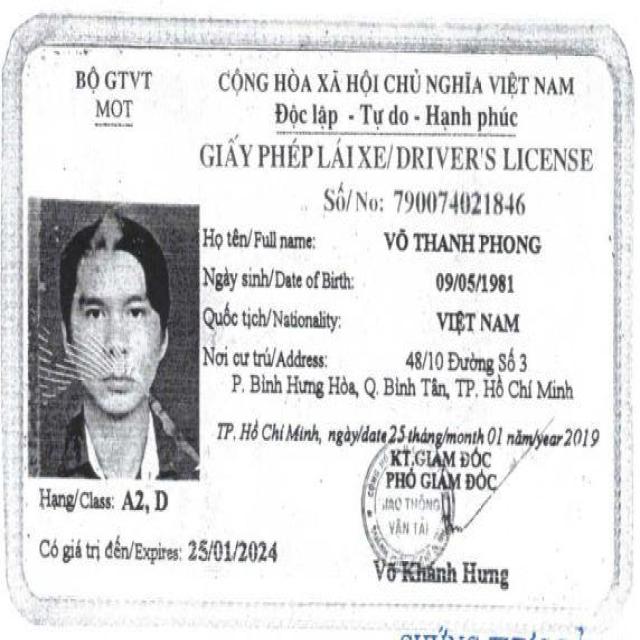 BỘ GTVT
MOT
CỘNG HÒA XÃ HỘI CHỦ NGHĨA VIỆT NAM
Độc lập - Tự do - Hạnh phúc
GIẤY PHÉP LÁI XE/DRIVER'S LICENSE
Số/No: 790074021846
Họ tên/Full name: VÕ THANH PHONG
Ngày sinh/Date of Birth: 09/05/1981
Quốc tịch/Nationality: VIỆT NAM
Nơi cư trú/Address: 48/10 Đường Số 3
P. Bình Hưng Hòa, Q. Bình Tân, TP. Hồ Chí Minh
TP. Hồ Chí Minh, ngày/date 25 tháng/month 01 năm/year 2019
KT.GIÁM ĐỐC
PHÓ GIÁM ĐỐC
GIAO THÔNG
VẬN TẢI
Hạng/Class: A2, D
Có giá trị đến/Expires: 25/01/2024
Võ Khánh Hưng